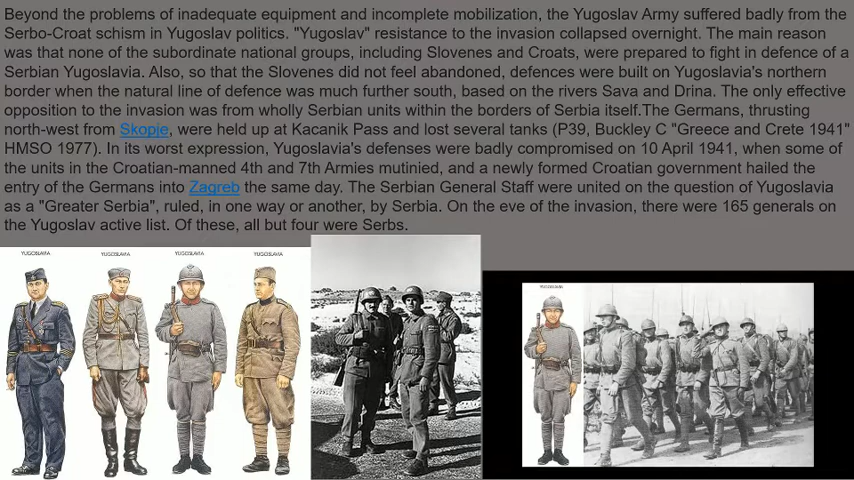 Beyond the problems of inadequate equipment and incomplete mobilization, the Yugoslav Army suffered badly from the
Serbo-Croat schism in Yugoslav politics. "Yugoslav" resistance to the invasion collapsed overnight. The main reason
was that none of the subordinate national groups, including Slovenes and Croats, were prepared to fight in defence of a
Serbian Yugoslavia. Also, so that the Slovenes did not feel abandoned, defences were built on Yugoslavia's northern
border when the natural line of defence was much further south, based on the rivers Sava and Drina. The only effective
opposition to the invasion was from wholly Serbian units within the borders of Serbia itself.The Germans, thrusting
north-west from Skopje, were held up at Kacanik Pass and lost several tanks (P39, Buckley C "Greece and Crete 1941"
HMSO 1977). In its worst expression, Yugoslavia's defenses were badly compromised on 10 April 1941, when some of
the units in the Croatian-manned 4th and 7th Armies mutinied, and a newly formed Croatian government hailed the
entry of the Germans into Zagreb the same day. The Serbian General Staff were united on the question of Yugoslavia
as a "Greater Serbia", ruled, in one way or another, by Serbia. On the eve of the invasion, there were 165 generals on
the Yugoslav active list. Of these, all but four were Serbs.
YUGOSLAVIA YUGOSLAVIA YUGOSLAVIA YUGOSLAVIA
YUGOSLAVIA